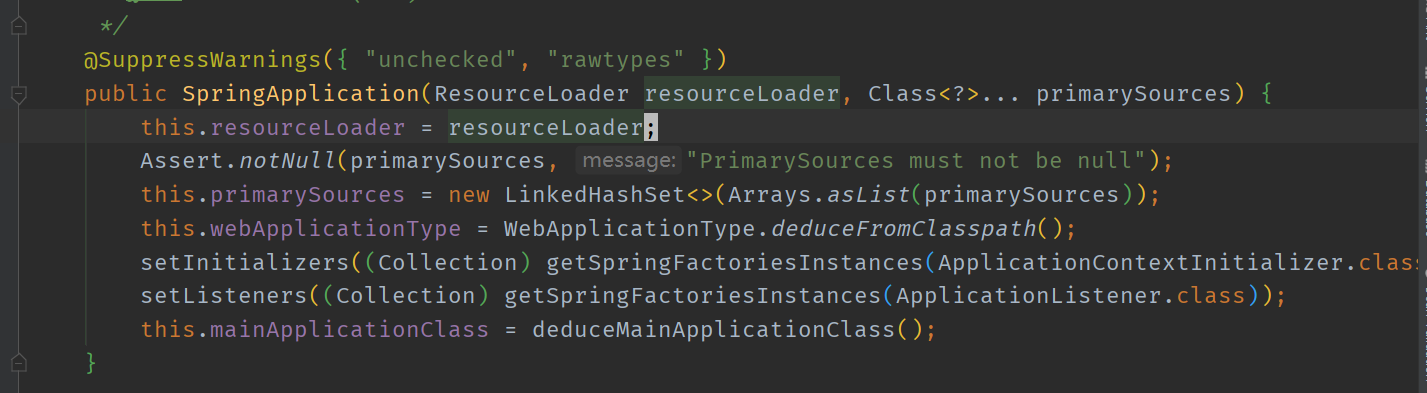 */
@SuppressWarnings({ "unchecked", "rawtypes" })
public SpringApplication(ResourceLoader resourceLoader, Class<?>... primarySources) {
this.resourceLoader = resourceLoader;
Assert.notNull(primarySources, message: "PrimarySources must not be null");
this.primarySources = new LinkedHashSet<>(Arrays.asList(primarySources));
this.webApplicationType = WebApplicationType.deduceFromClasspath();
setInitializers((Collection) getSpringFactoriesInstances(ApplicationContextInitializer.clas
setListeners((Collection) getSpringFactoriesInstances(ApplicationListener.class));
this.mainApplicationClass = deduceMainApplicationClass();
}